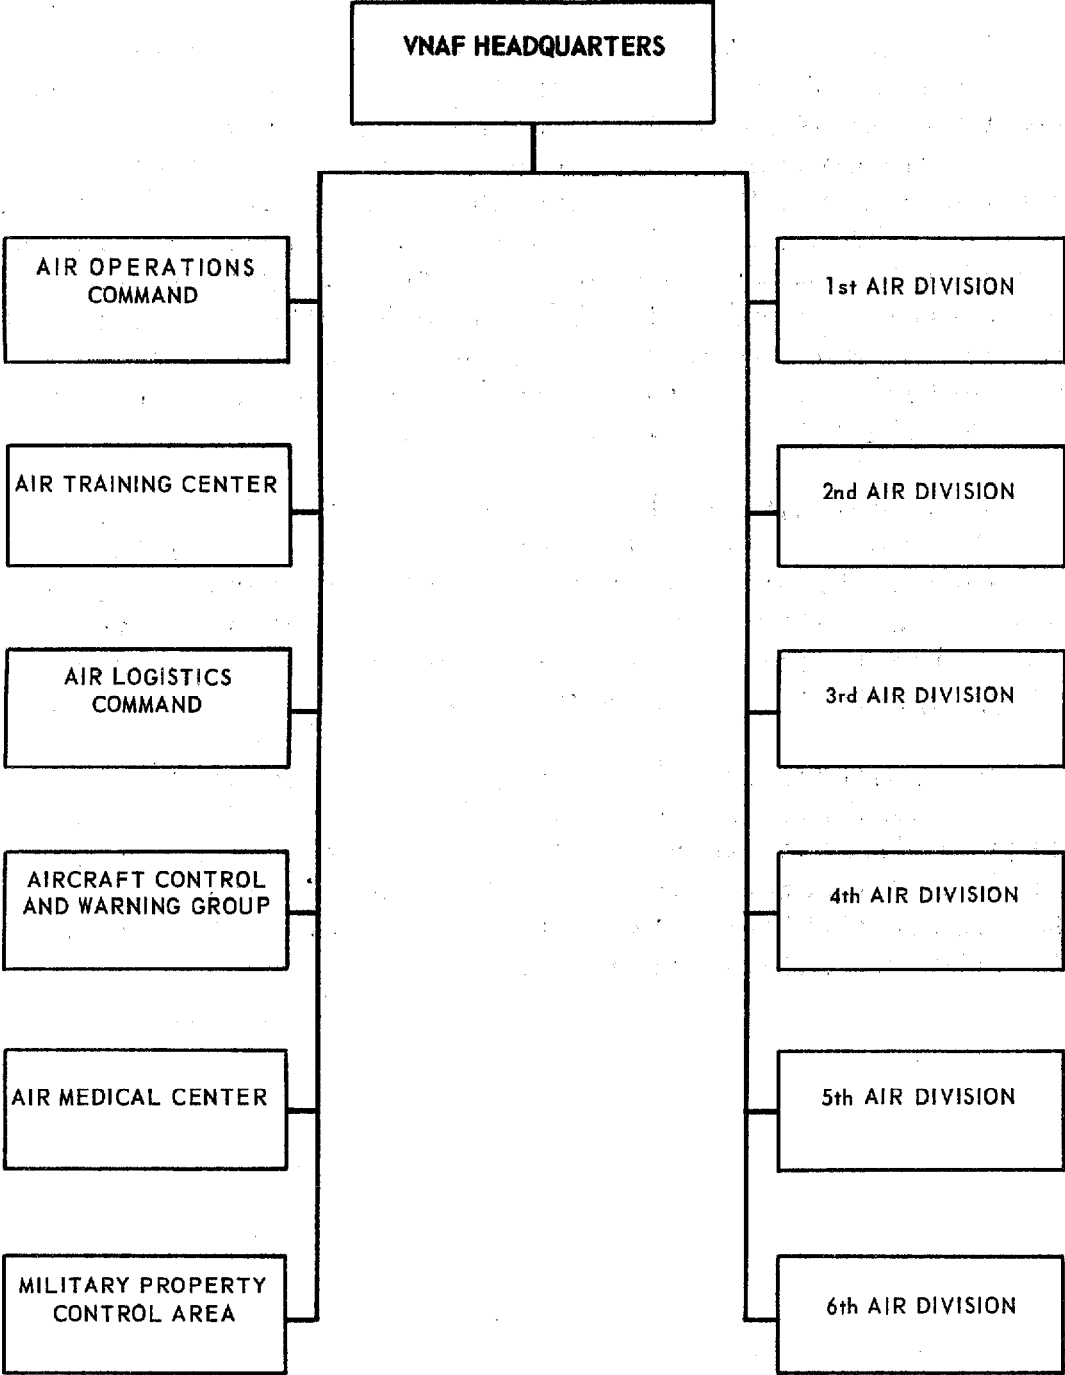 VNAF HEADQUARTERS
AIR OPERATIONS
COMMAND
AIR TRAINING CENTER
AIR LOGISTICS
COMMAND
AIRCRAFT CONTROL
AND WARNING GROUP
AIR MEDICAL CENTER
MILITARY PROPERTY
CONTROL AREA
1st AIR DIVISION
2nd AIR DIVISION
3rd AIR DIVISION
4th AIR DIVISION
5th AIR DIVISION
6th AIR DIVISION